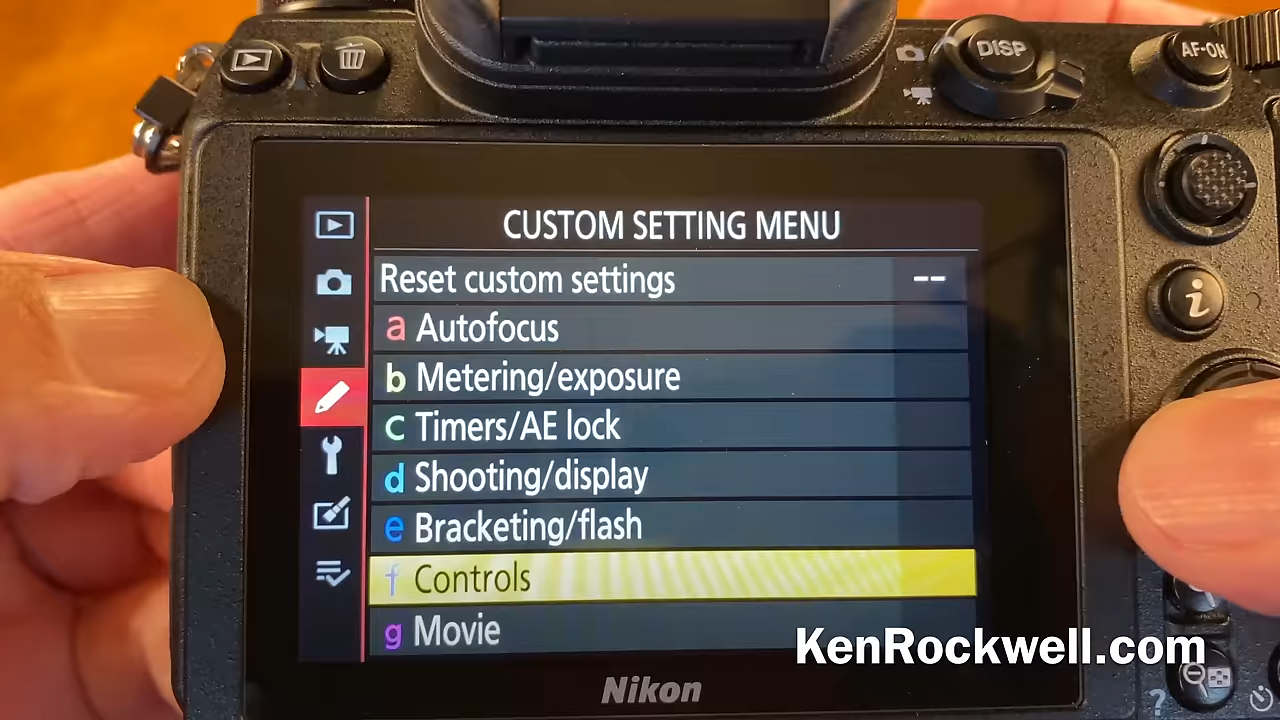 DISP
AF-ON
CUSTOM SETTING MENU
Reset custom settings --
a Autofocus
b Metering/exposure
c Timers/AE lock
d Shooting/display
e Bracketing/flash
f Controls
g Movie
i
KenRockwell.com
Nikon
?